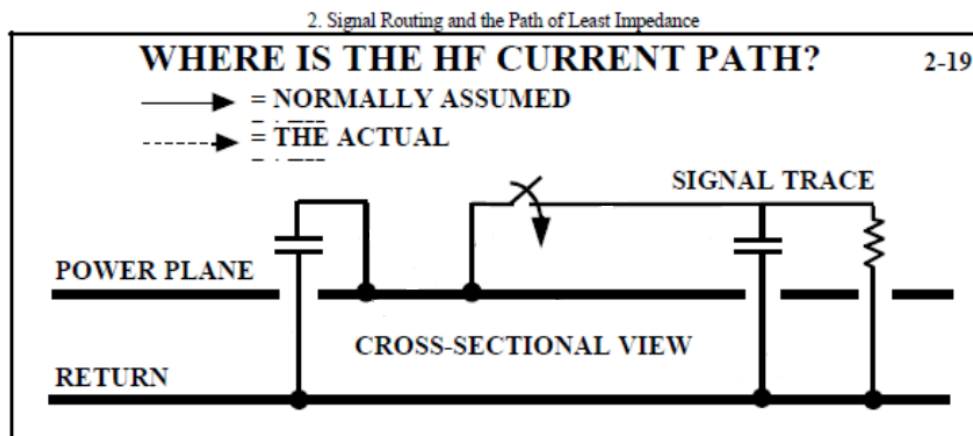 2. Signal Routing and the Path of Least Impedance
WHERE IS THE HF CURRENT PATH? 2-19
= NORMALLY ASSUMED
= THE ACTUAL
SIGNAL TRACE
POWER PLANE
CROSS-SECTIONAL VIEW
RETURN